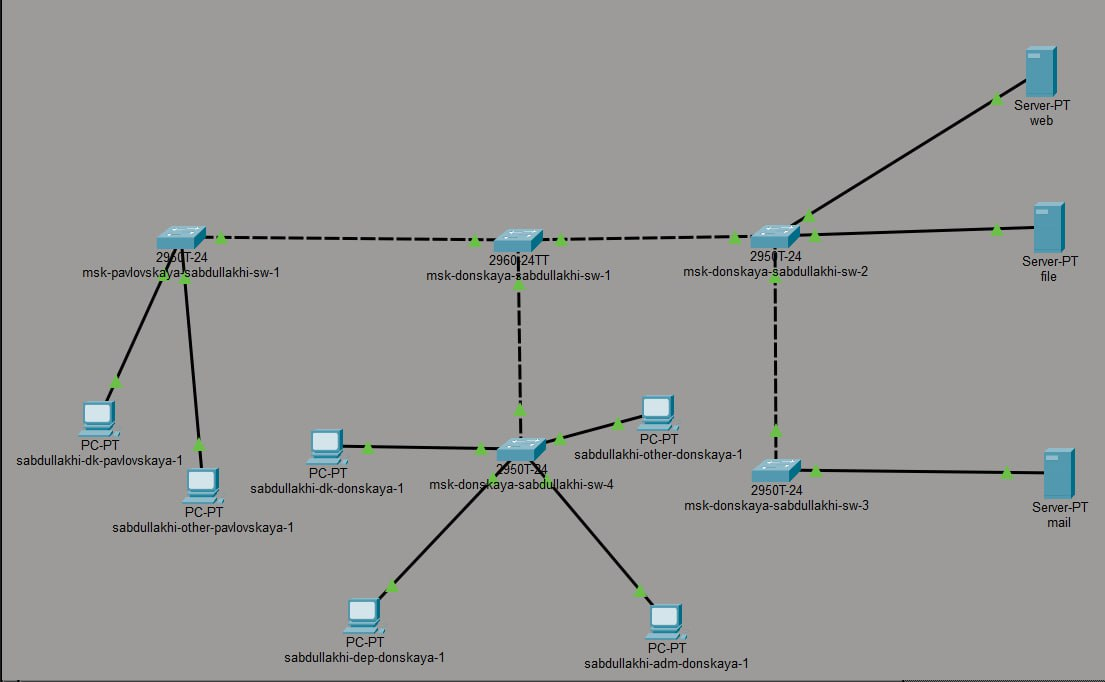 Server-PT
web
2950T-24
msk-pavlovskaya-sabdullakhi-sw-1
2960-24TT
msk-donskaya-sabdullakhi-sw-1
2950T-24
msk-donskaya-sabdullakhi-sw-2
Server-PT
file
PC-PT
sabdullakhi-dk-pavlovskaya-1
PC-PT
sabdullakhi-other-pavlovskaya-1
PC-PT
sabdullakhi-dk-donskaya-1
PC-PT
sabdullakhi-other-donskaya-1
2950T-24
msk-donskaya-sabdullakhi-sw-4
2950T-24
msk-donskaya-sabdullakhi-sw-3
Server-PT
mail
PC-PT
sabdullakhi-dep-donskaya-1
PC-PT
sabdullakhi-adm-donskaya-1